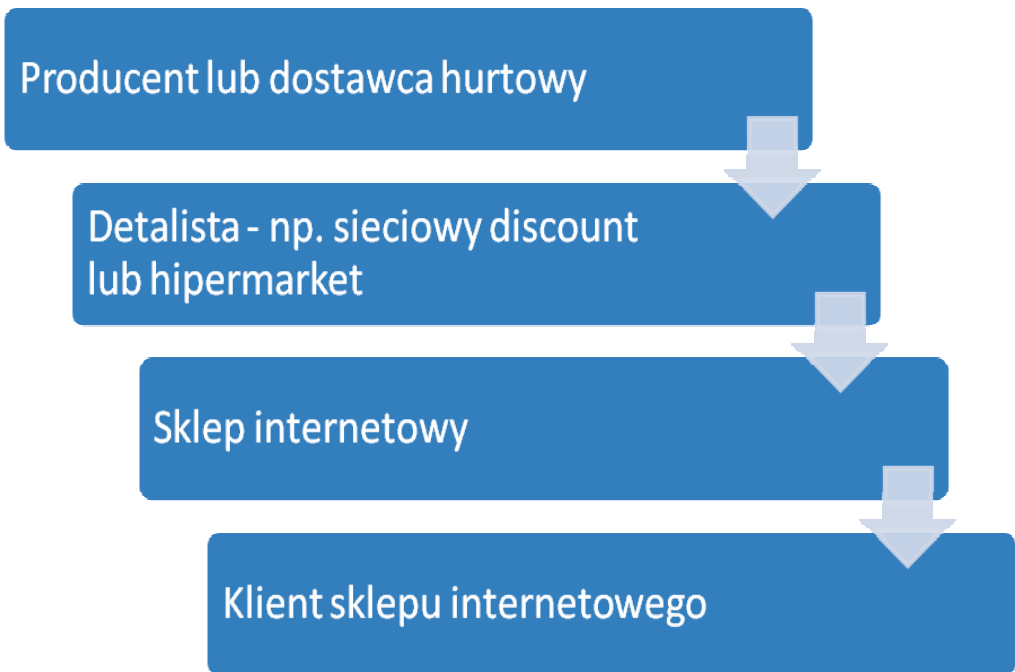 Producent lub dostawca hurtowy
Detalista - np. sieciowy discount
lub hipermarket
Sklep internetowy
Klient sklepu internetowego